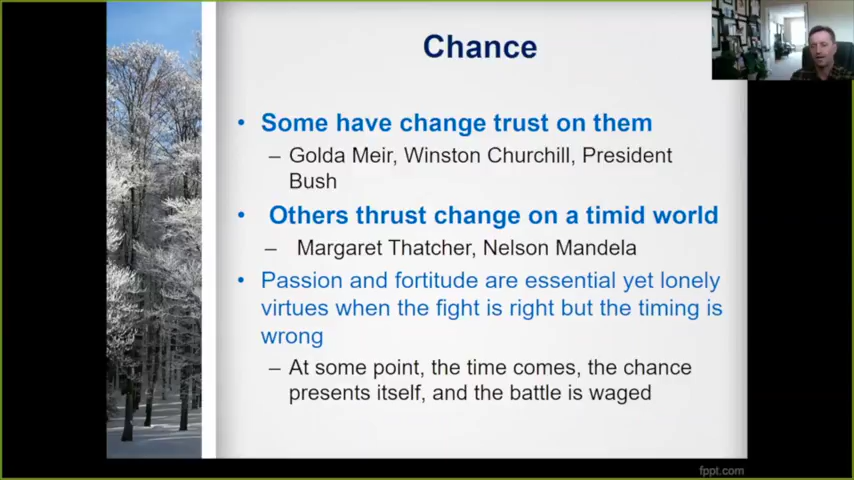 Chance
• Some have change trust on them
– Golda Meir, Winston Churchill, President
Bush
• Others thrust change on a timid world
– Margaret Thatcher, Nelson Mandela
• Passion and fortitude are essential yet lonely
virtues when the fight is right but the timing is
wrong
– At some point, the time comes, the chance
presents itself, and the battle is waged
fppt.com